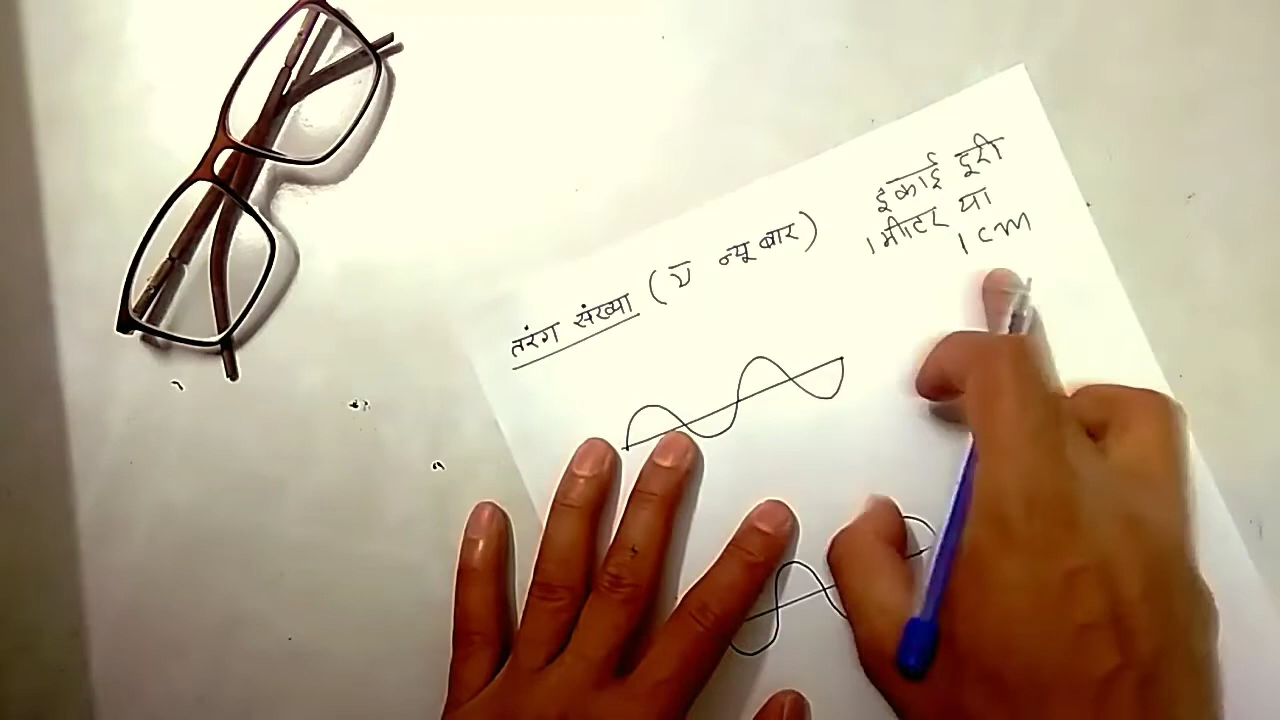 तरंग संख्या (ν̅ न्यू बार)
इकाई दूरी
1 मीटर या
1 cm